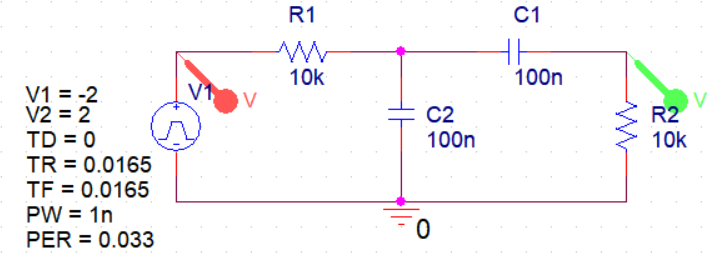 R1
10k
C1
100n
V1
V
V1 = -2
V2 = 2
TD = 0
TR = 0.0165
TF = 0.0165
PW = 1n
PER = 0.033
C2
100n
V
R2
10k
0